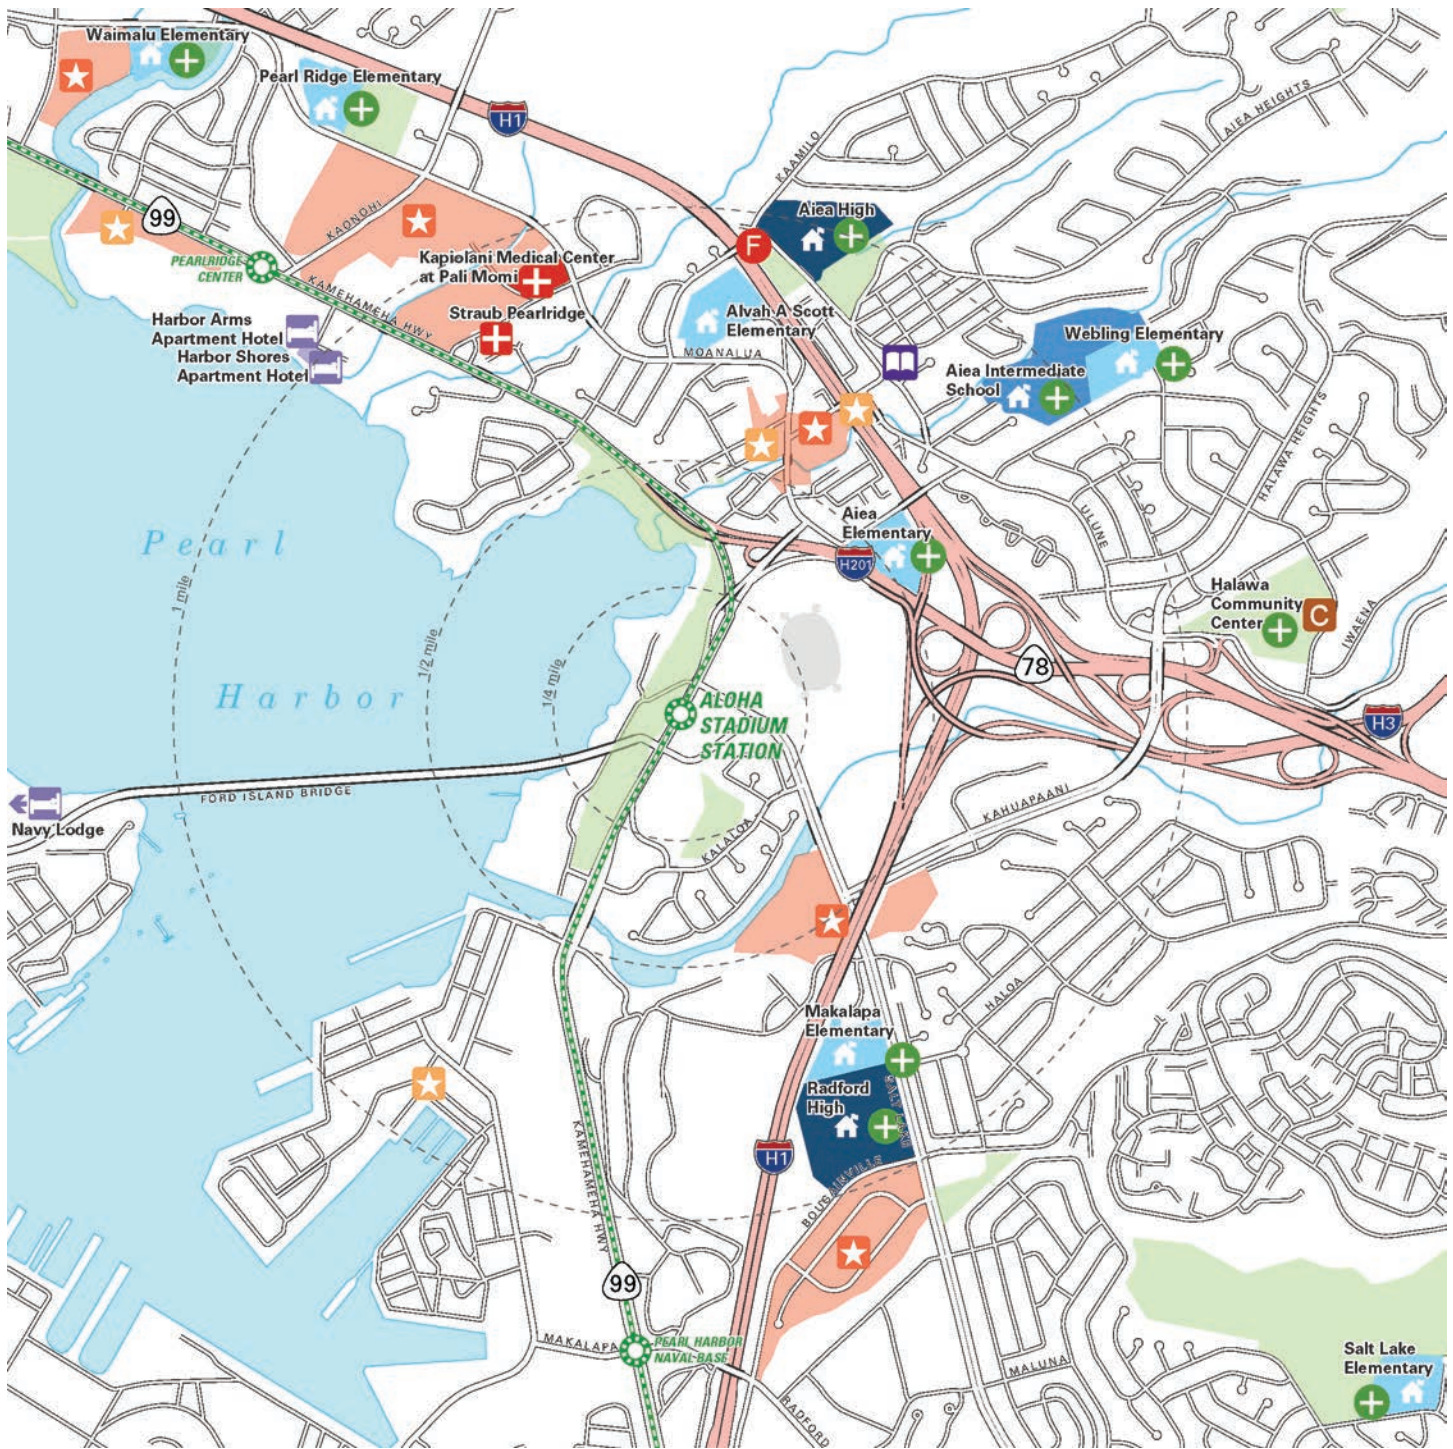 Waimalu Elementary
Pearl Ridge Elementary
H1
KAAMILO
AIEA HEIGHTS
99
KAONOHI
Aiea High
F
PEARLRIDGE
CENTER
Kapiolani Medical Center
at Pali Momi
KAMEHAMEHA HWY
Straub Pearlridge
Harbor Arms
Apartment Hotel
Harbor Shores
Apartment Hotel
Alvah A Scott
Elementary
MOANALUA
Webling Elementary
Aiea Intermediate
School
HALAWA HEIGHTS
ULUNE
Aiea
Elementary
H201
Pearl
Harbor
1 mile
1/2 mile
1/4 mile
Halawa
Community
Center
C
IWAENA
78
H3
ALOHA
STADIUM
STATION
FORD ISLAND BRIDGE
Navy Lodge
KAHUAPAANI
KALALOA
HALOA
Makalapa
Elementary
Radford
High
SALT LAKE
H1
BOUGAINVILLE
KAMEHAMEHA HWY
99
MAKALAPA
PEARL HARBOR
NAVAL BASE
RADFORD
MALUNA
Salt Lake
Elementary